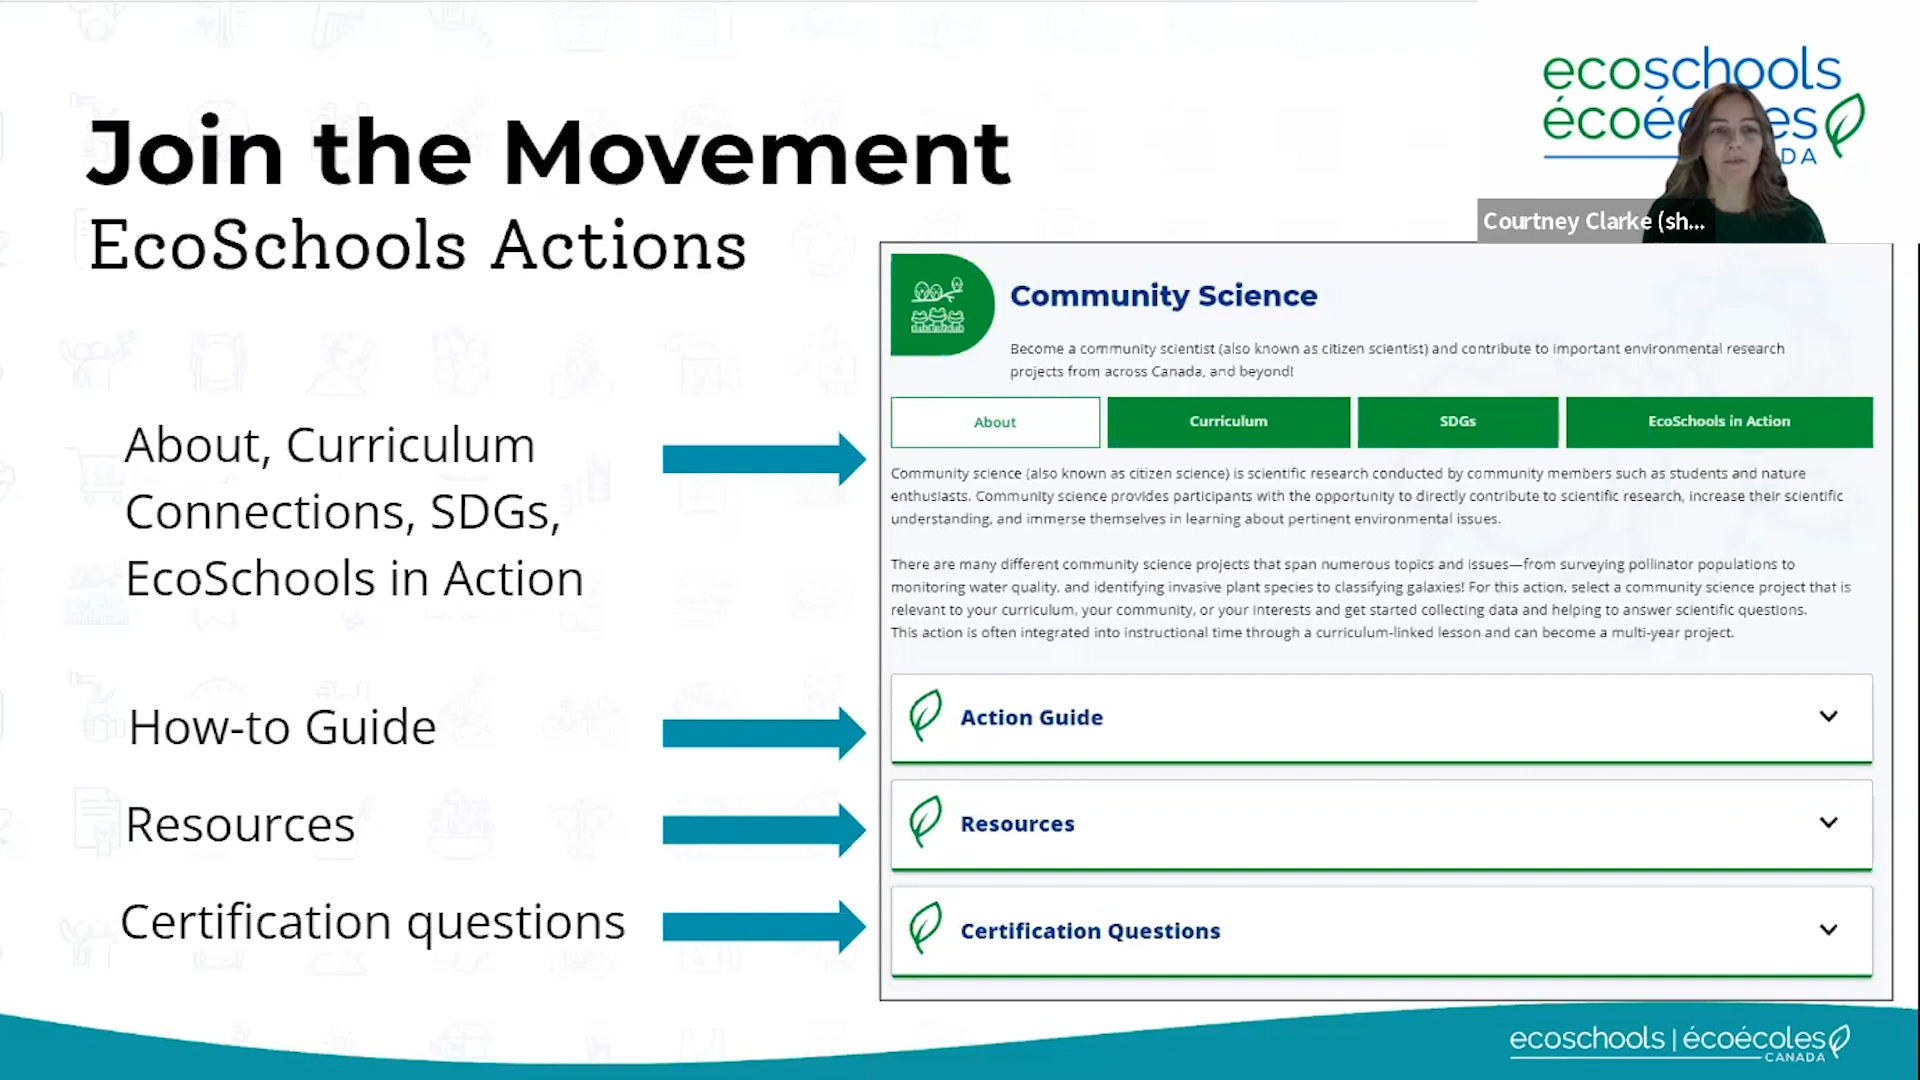 Join the Movement
EcoSchools Actions
About, Curriculum
Connections, SDGs,
EcoSchools in Action
How-to Guide
Resources
Certification questions
ecoschools
DA
Courtney Clarke (sh...
Community Science
Become a community scientist (also known as citizen scientist) and contribute to important environmental research
projects from across Canada, and beyond!
About Curriculum SDGs EcoSchools in Action
Community science (also known as citizen science) is scientific research conducted by community members such as students and nature
enthusiasts. Community science provides participants with the opportunity to directly contribute to scientific research, increase their scientific
understanding, and immerse themselves in learning about pertinent environmental issues.
There are many different community science projects that span numerous topics and issues—from surveying pollinator populations to
monitoring water quality, and identifying invasive plant species to classifying galaxies! For this action, select a community science project that is
relevant to your curriculum, your community, or your interests and get started collecting data and helping to answer scientific questions.
This action is often integrated into instructional time through a curriculum-linked lesson and can become a multi-year project.
Action Guide
Resources
Certification Questions
ecoschools | écoécoles
CANADA